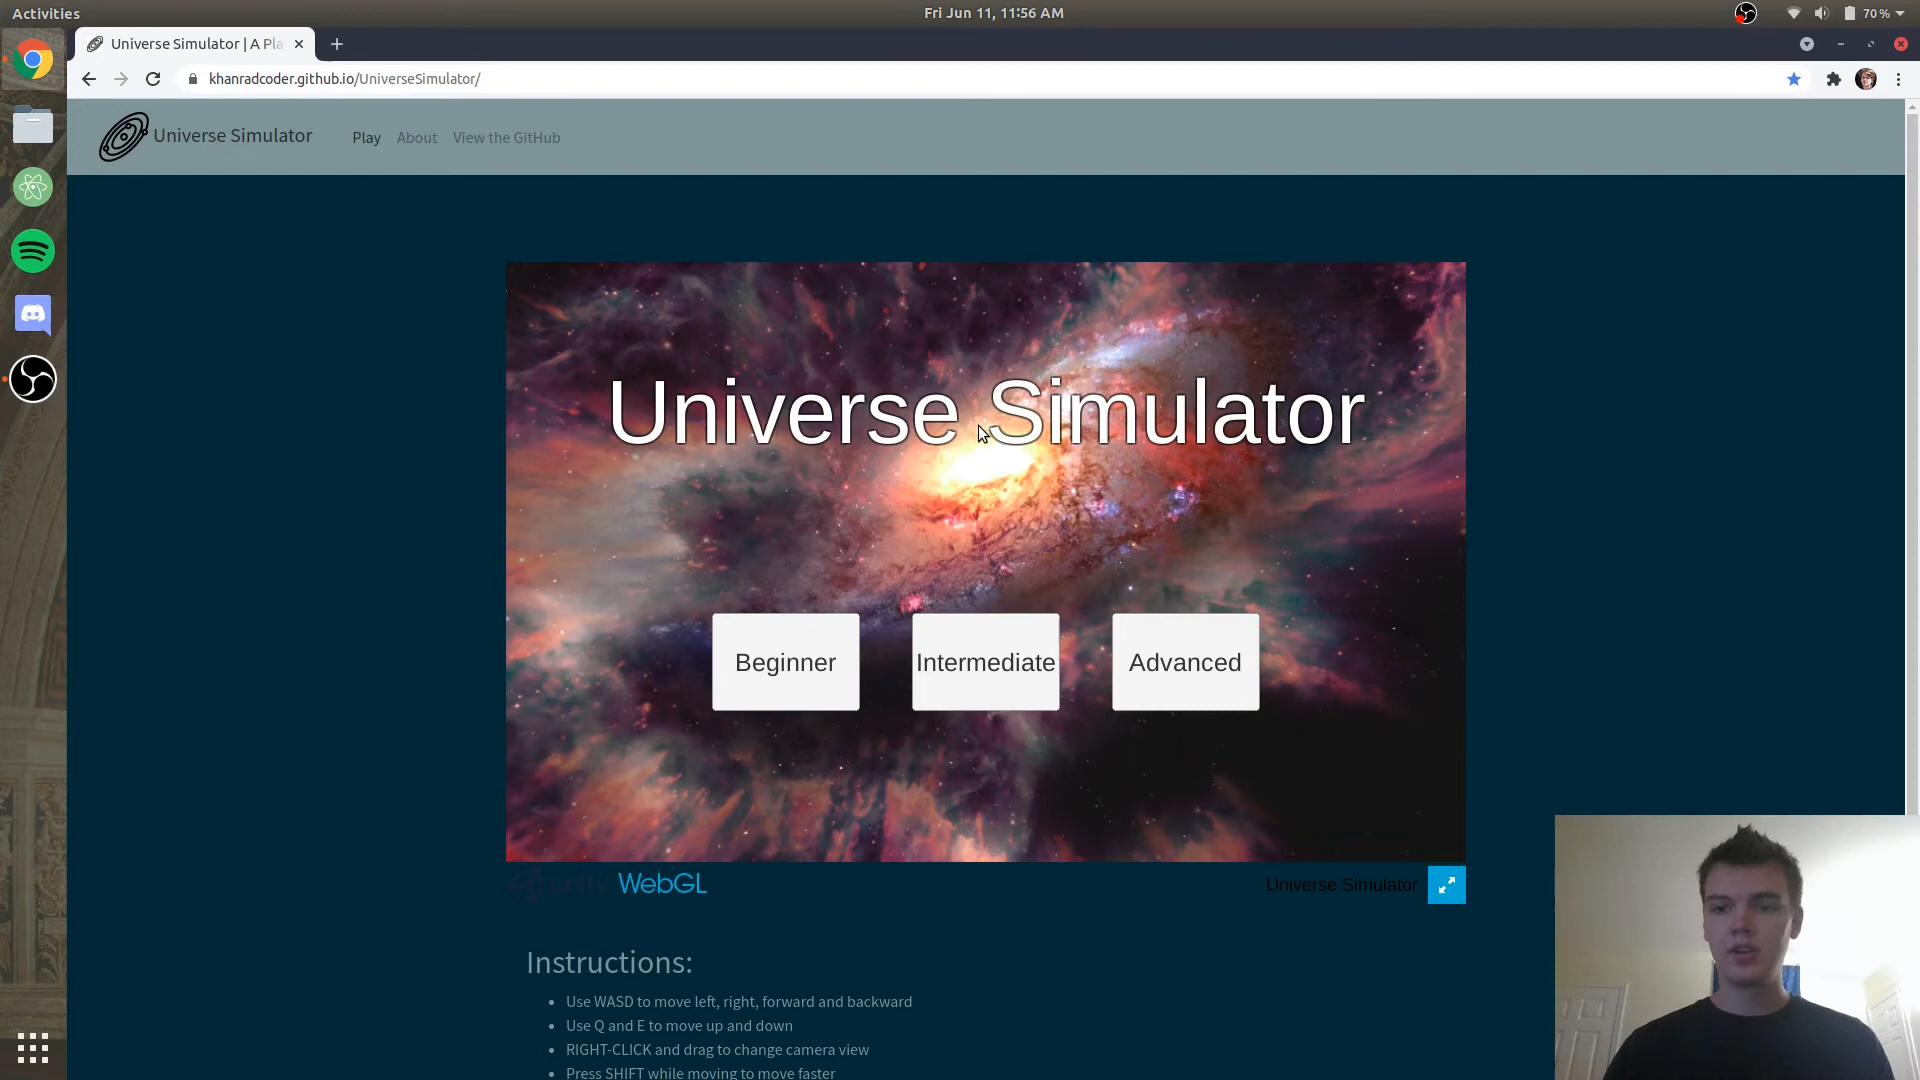 Activities
Fri Jun 11, 11:56 AM
70 %
Universe Simulator | A Pla
khanradcoder.github.io/UniverseSimulator/
Universe Simulator
Play
About
View the GitHub
Universe Simulator
Beginner
Intermediate
Advanced
WebGL
Universe Simulator
Instructions:
Use WASD to move left, right, forward and backward
Use Q and E to move up and down
RIGHT-CLICK and drag to change camera view
Press SHIFT while moving to move faster